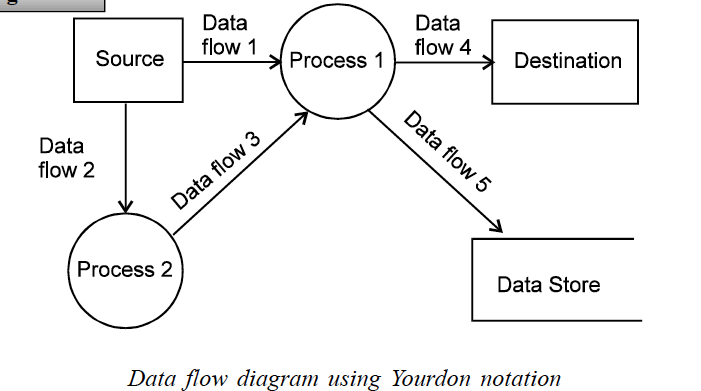 Data
flow 1
Data
flow 4
Source
Process 1
Destination
Data
flow 2
Data flow 3
Data flow 5
Process 2
Data Store
Data flow diagram using Yourdon notation